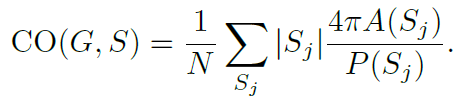 CO(G, S) = \frac{1}{N} \sum_{S_j} |S_j| \frac{4\pi A(S_j)}{P(S_j)}.